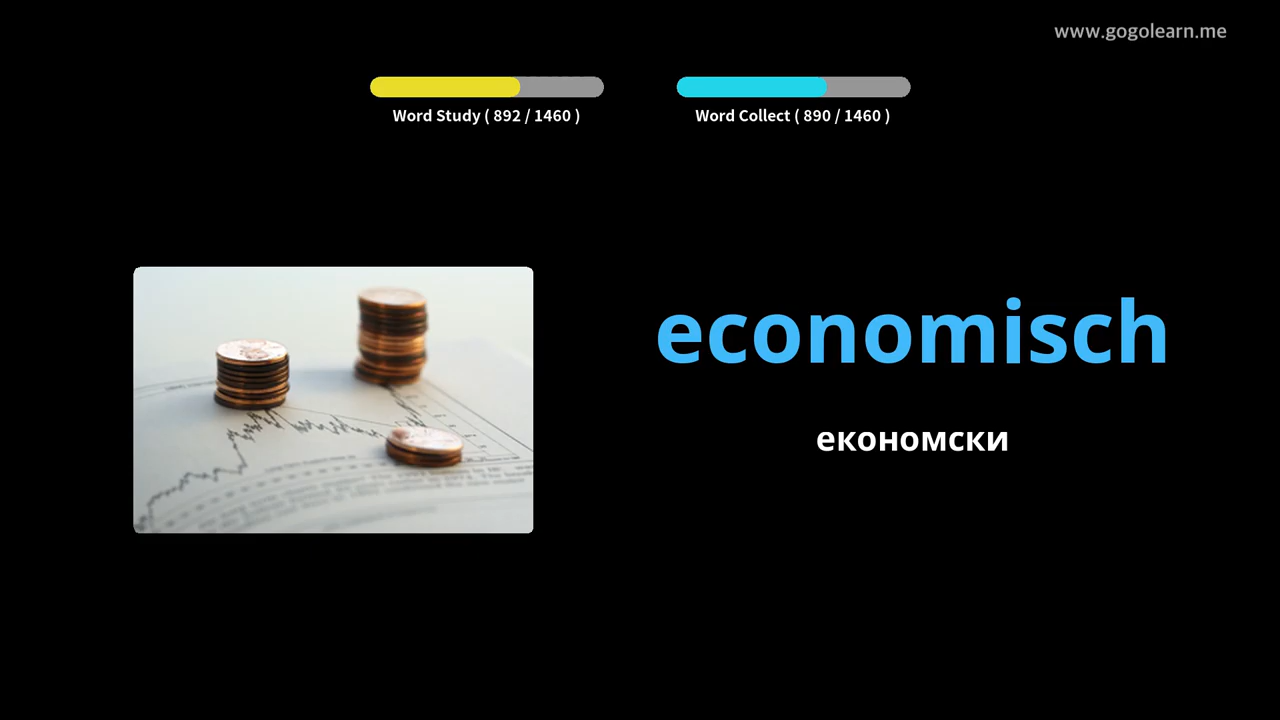 www.gogolearn.me
Word Study ( 892 / 1460 )
Word Collect ( 890 / 1460 )
economisch
економски